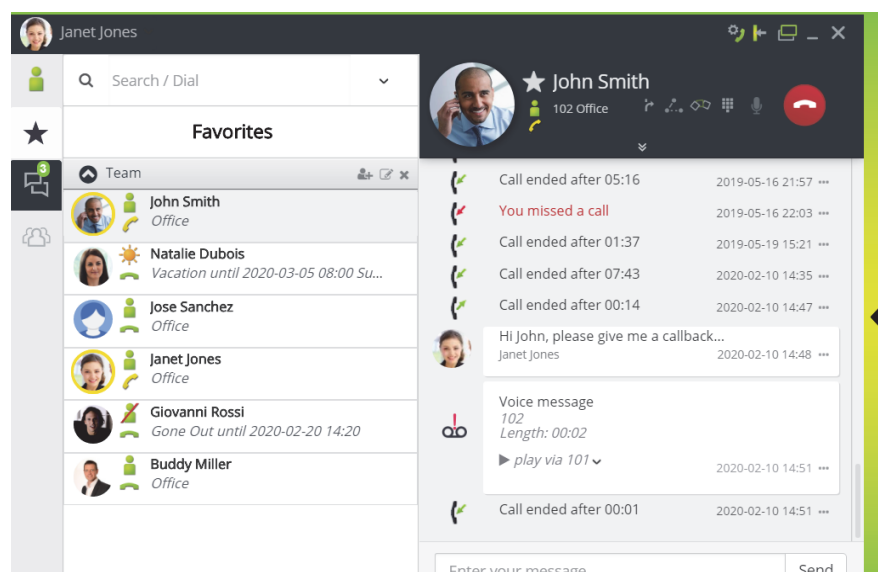 Janet Jones
Search / Dial
Favorites
3
Team
John Smith
Office
Natalie Dubois
Vacation until 2020-03-05 08:00 Su...
Jose Sanchez
Office
Janet Jones
Office
Giovanni Rossi
Gone Out until 2020-02-20 14:20
Buddy Miller
Office
John Smith
102 Office
Call ended after 05:16 2019-05-16 21:57
You missed a call 2019-05-16 22:03
Call ended after 01:37 2019-05-19 15:21
Call ended after 07:43 2020-02-10 14:35
Call ended after 00:14 2020-02-10 14:47
Hi John, please give me a callback...
Janet Jones 2020-02-10 14:48
Voice message
102
Length: 00:02
play via 101 2020-02-10 14:51
Call ended after 00:01 2020-02-10 14:51
Enter your message Send